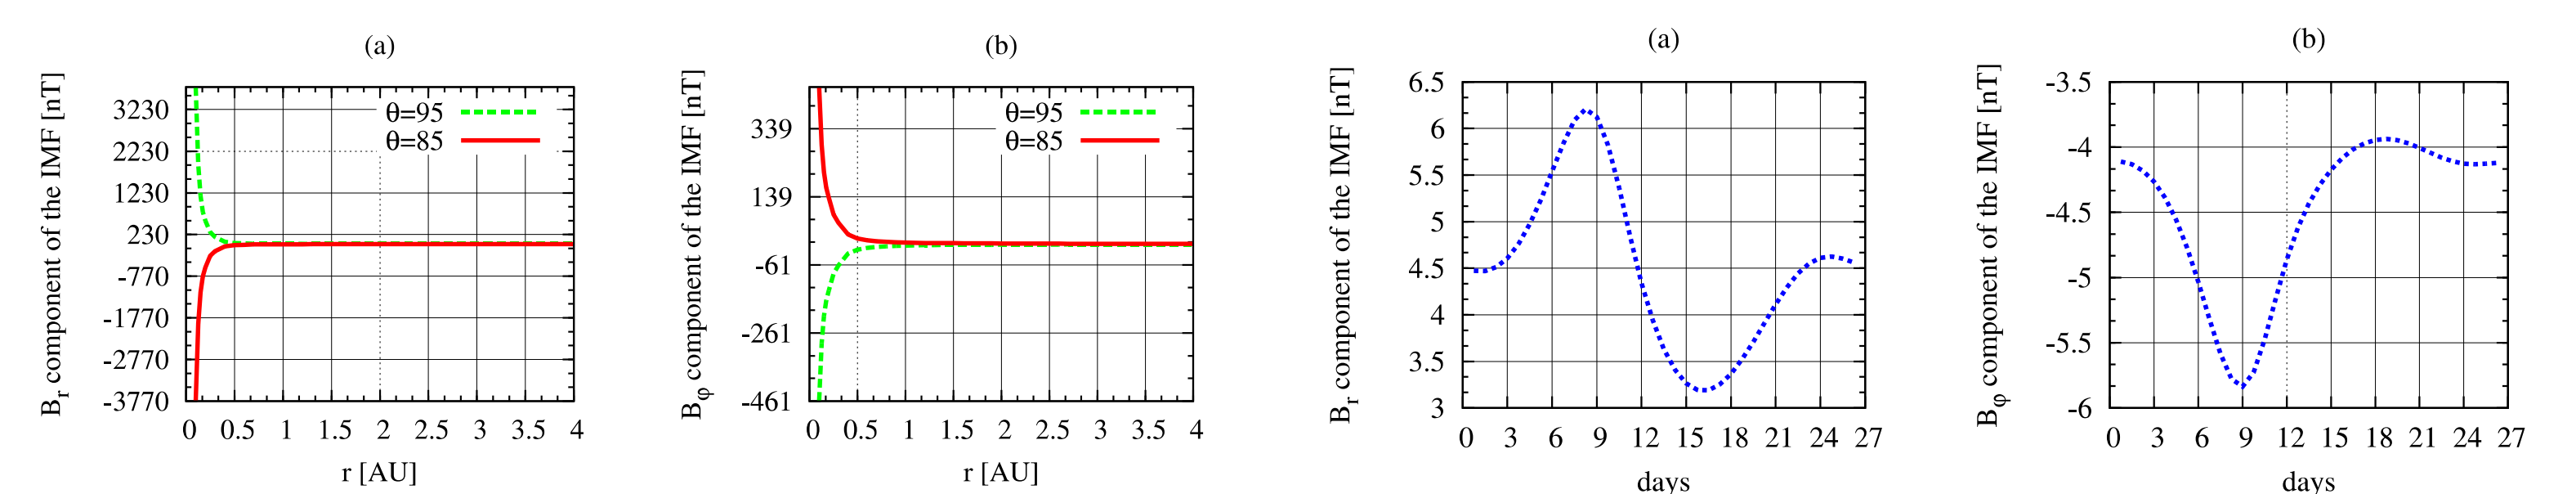 (a)
B_r component of the IMF [nT]
3230
2230
1230
230
-770
-1770
-2770
-3770
θ=95
θ=85
0 0.5 1 1.5 2 2.5 3 3.5 4
r [AU]
(b)
B_φ component of the IMF [nT]
339
139
-61
-261
-461
θ=95
θ=85
0 0.5 1 1.5 2 2.5 3 3.5 4
r [AU]
(a)
B_r component of the IMF [nT]
6.5
6
5.5
5
4.5
4
3.5
3
0 3 6 9 12 15 18 21 24 27
days
(b)
B_φ component of the IMF [nT]
-3.5
-4
-4.5
-5
-5.5
-6
0 3 6 9 12 15 18 21 24 27
days